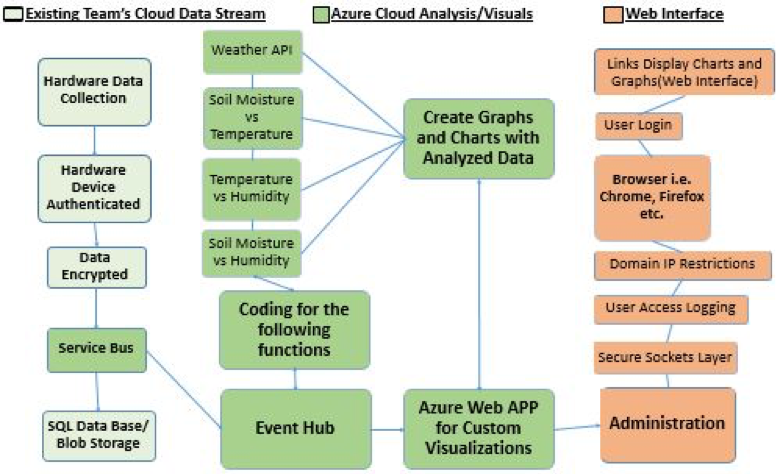 Existing Team's Cloud Data Stream
Azure Cloud Analysis/Visuals
Web Interface
Hardware Data
Collection
Hardware
Device
Authenticated
Data
Encrypted
Service Bus
SQL Data Base/
Blob Storage
Weather API
Soil Moisture
vs
Temperature
Temperature
vs Humidity
Soil Moisture
vs Humidity
Coding for the
following
functions
Event Hub
Create Graphs
and Charts with
Analyzed Data
Azure Web APP
for Custom
Visualizations
Links Display Charts and
Graphs(Web Interface)
User Login
Browser i.e.
Chrome, Firefox
etc.
Domain IP Restrictions
User Access Logging
Secure Sockets Layer
Administration